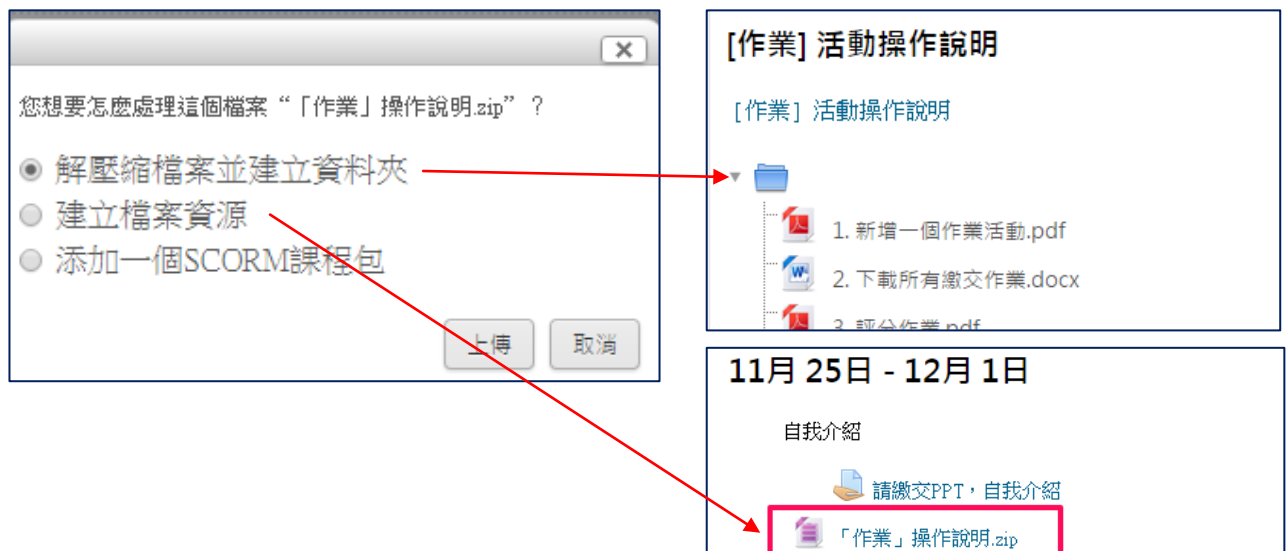 您想要怎麼處理這個檔案“「作業」操作說明.zip”？
解壓縮檔案並建立資料夾
建立檔案資源
添加一個SCORM課程包
上傳
取消
[作業] 活動操作說明
[作業] 活動操作說明
1. 新增一個作業活動.pdf
2. 下載所有繳交作業.docx
3. 評分作業.pdf
11月 25日 - 12月 1日
自我介紹
請繳交PPT，自我介紹
「作業」操作說明.zip